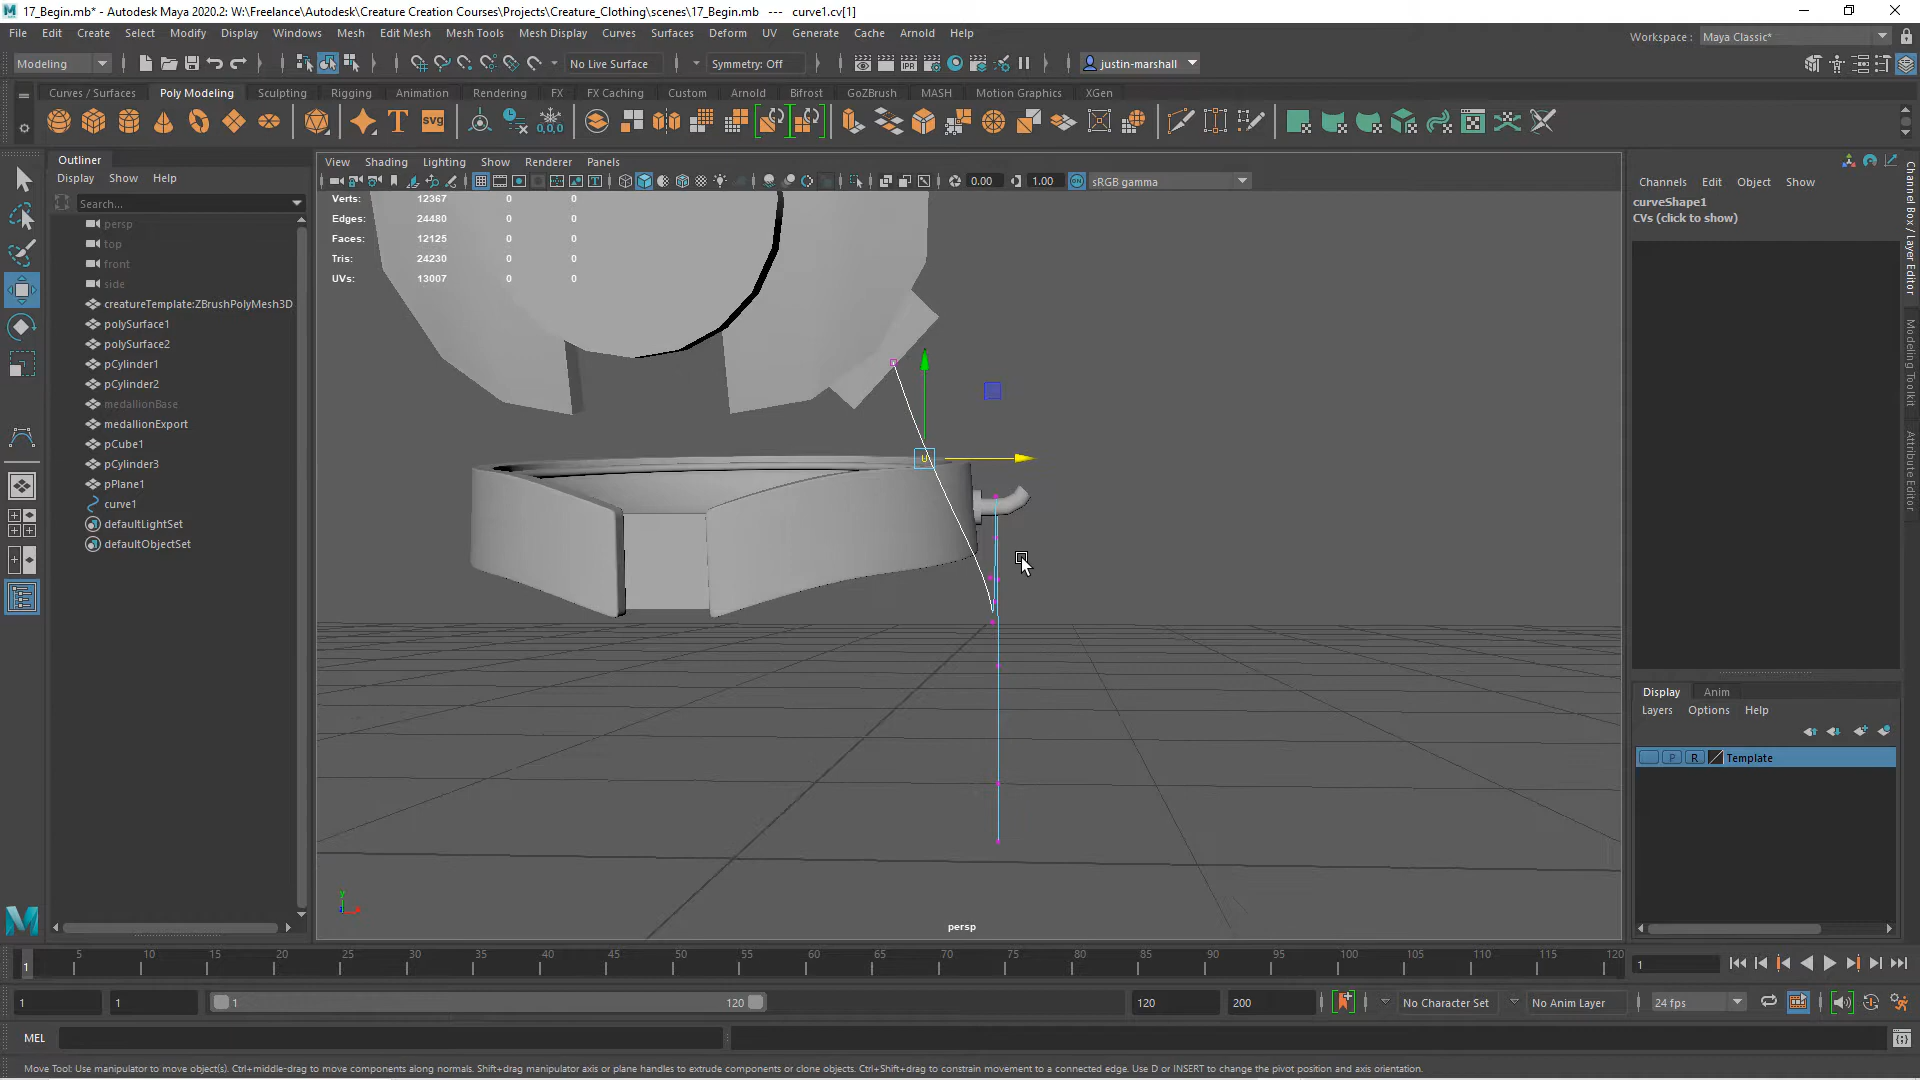 17_Begin.mb* - Autodesk Maya 2020.2: W:\Freelance\Autodesk\Creature Creation Courses\Projects\Creature_Clothing\scenes\17_Begin.mb --- curve1.cv[1]
File Edit Create Select Modify Display Windows Mesh Edit Mesh Mesh Tools Mesh Display Curves Surfaces Deform UV Generate Cache Arnold Help
Workspace : Maya Classic*
Modeling
No Live Surface
Symmetry: Off
justin-marshall
Curves / Surfaces Poly Modeling Sculpting Rigging Animation Rendering FX FX Caching Custom Arnold Bifrost GoZBrush MASH Motion Graphics XGen
Outliner
Display Show Help
Search...
persp
top
front
side
creatureTemplate:ZBrushPolyMesh3D
polySurface1
polySurface2
pCylinder1
pCylinder2
medallionBase
medallionExport
pCube1
pCylinder3
pPlane1
curve1
defaultLightSet
defaultObjectSet
View Shading Lighting Show Renderer Panels
0.00 1.00 sRGB gamma
Verts: 12367 0 0
Edges: 24480 0 0
Faces: 12125 0 0
Tris: 24230 0 0
UVs: 13007 0 0
persp
Channels Edit Object Show
curveShape1
CVs (click to show)
Channel Box / Layer Editor
Modeling Toolkit
Attribute Editor
Display Anim
Layers Options Help
P R Template
1 5 10 15 20 25 30 35 40 45 50 55 60 65 70 75 80 85 90 95 100 105 110 115 120
1
1 1 1 120 120 200 No Character Set No Anim Layer 24 fps
MEL
Move Tool: Use manipulator to move object(s). Ctrl+middle-drag to move components along normals. Shift+drag manipulator axis or plane handles to extrude components or clone objects. Ctrl+Shift+drag to constrain movement to a connected edge. Use D or INSERT to change the pivot position and axis orientation.